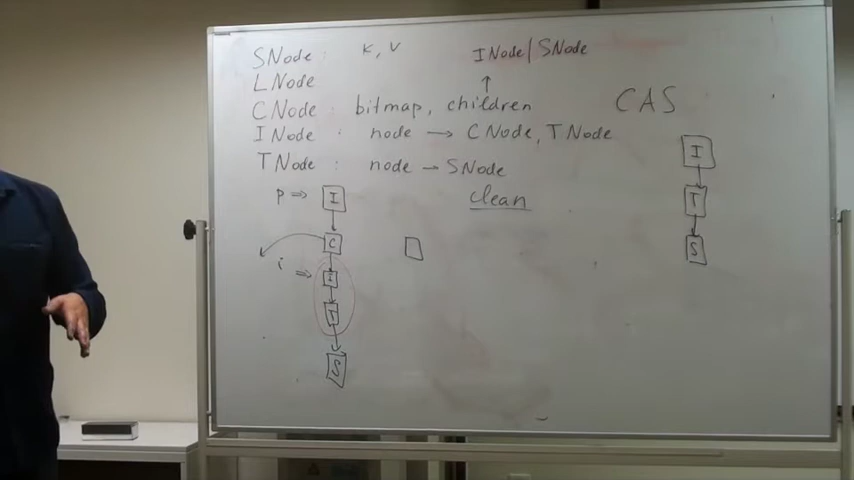 SNode : K, V
INode/SNode
LNode
CNode : bitmap, children
CAS
INode : node → CNode, TNode
TNode : node → SNode
clean
p ⇒ I
C
i ⇒ I
T
S
I
T
S